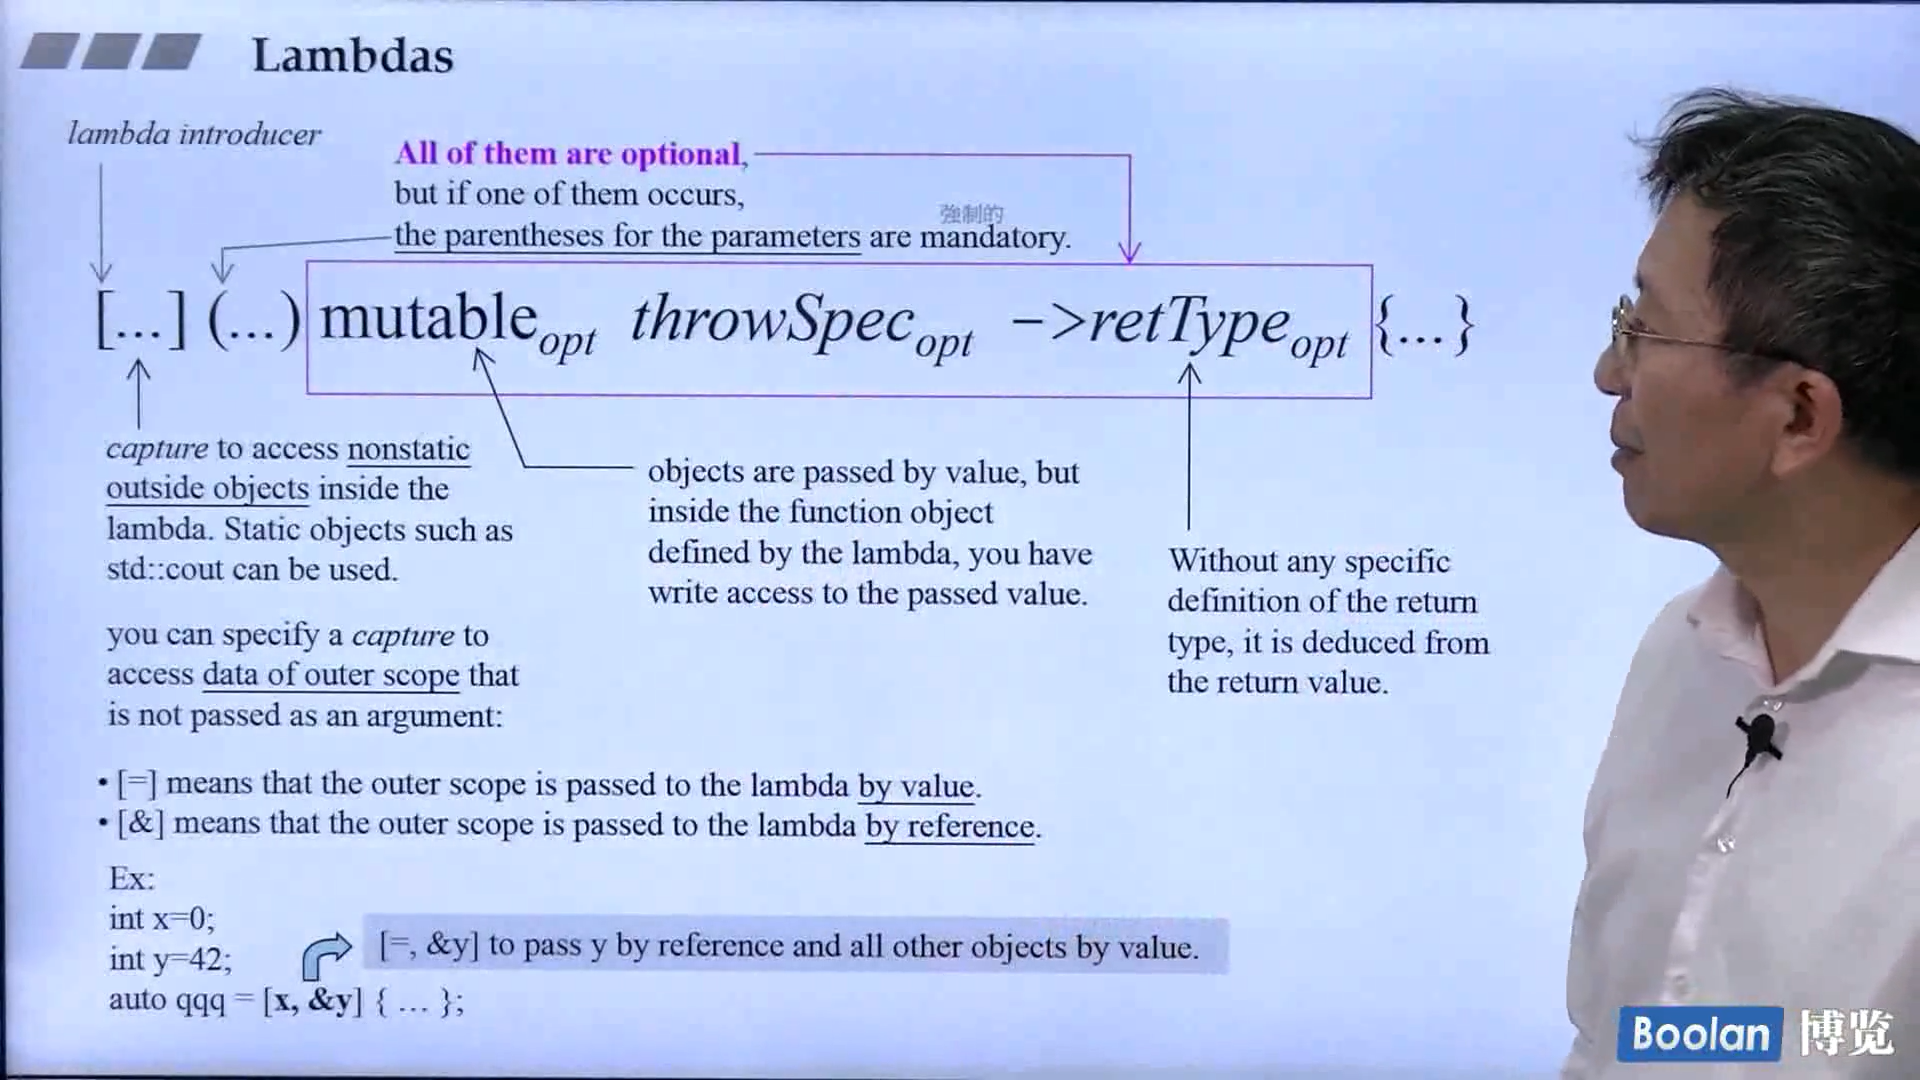 Lambdas
lambda introducer
All of them are optional,
but if one of them occurs,
強制的
the parentheses for the parameters are mandatory.
[...] (...) mutableopt throwSpecopt –>retTypeopt {...}
capture to access nonstatic
outside objects inside the
lambda. Static objects such as
std::cout can be used.
you can specify a capture to
access data of outer scope that
is not passed as an argument:
objects are passed by value, but
inside the function object
defined by the lambda, you have
write access to the passed value.
Without any specific
definition of the return
type, it is deduced from
the return value.
• [=] means that the outer scope is passed to the lambda by value.
• [&] means that the outer scope is passed to the lambda by reference.
Ex:
int x=0;
int y=42;
auto qqq = [x, &y] { ... };
[=, &y] to pass y by reference and all other objects by value.
Boolan 博览